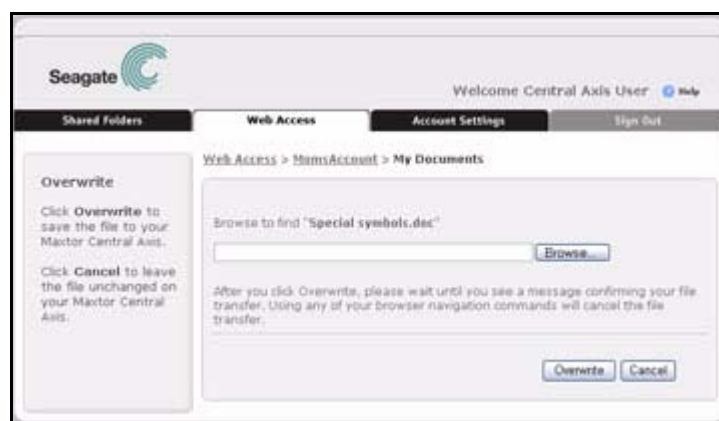 Seagate
Welcome Central Axis User Help
Shared Folders Web Access Account Settings Sign Out
Web Access > MomsAccount > My Documents
Overwrite
Click Overwrite to
save the file to your
Maxtor Central Axis.
Click Cancel to leave
the file unchanged on
your Maxtor Central
Axis.
Browse to find "Special symbols.doc"
Browse...
After you click Overwrite, please wait until you see a message confirming your file
transfer. Using any of your browser navigation commands will cancel the file
transfer.
Overwrite Cancel